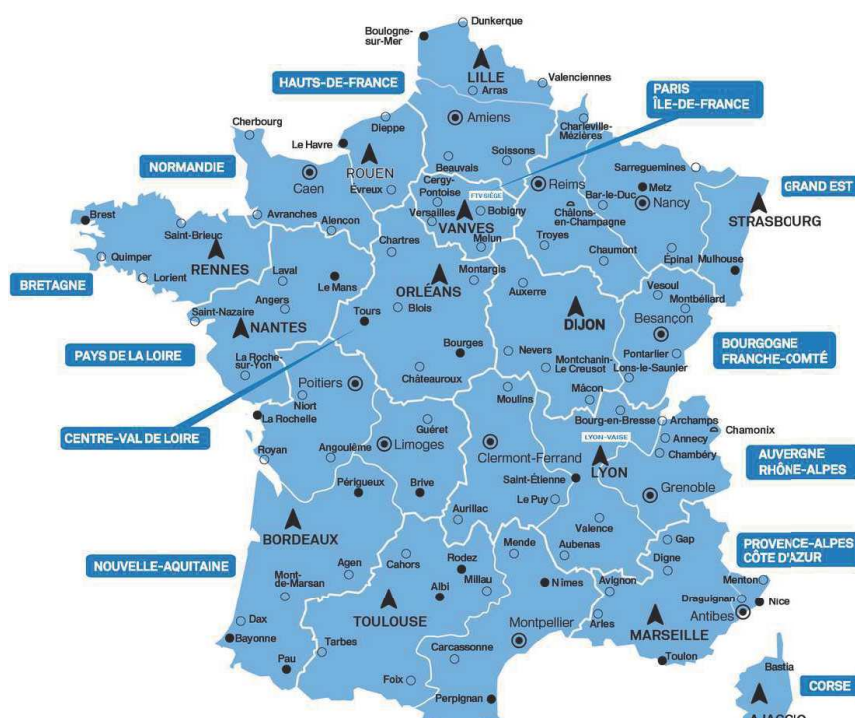 Dunkerque
Boulogne-
sur-Mer
LILLE
Valenciennes
HAUTS-DE-FRANCE
Arras
PARIS
ÎLE-DE-FRANCE
Cherbourg
Dieppe
Amiens
Charleville-
Mézières
Le Havre
NORMANDIE
ROUEN
Beauvais
Soissons
Sarreguemines
Caen
Cergy-
Pontoise
Évreux
FTV SIÈGE
Reims
Metz
GRAND EST
Bar-le-Duc
Nancy
Brest
Avranches
Alençon
Versailles
Bobigny
VANVES
Châlons-
en-Champagne
STRASBOURG
Saint-Brieuc
Chartres
Melun
Troyes
Chaumont
Épinal
Mulhouse
Quimper
RENNES
Laval
Le Mans
Montargis
BRETAGNE
Lorient
ORLÉANS
Auxerre
Vesoul
Montbéliard
Saint-Nazaire
Angers
Tours
Blois
Besançon
NANTES
DIJON
BOURGOGNE
FRANCHE-COMTÉ
PAYS DE LA LOIRE
La Roche-
sur-Yon
Bourges
Nevers
Pontarlier
Montchanin-
Le Creusot
Lons-le-Saunier
Châteauroux
Poitiers
Niort
Moulins
Mâcon
La Rochelle
Bourg-en-Bresse
Archamps
Chamonix
CENTRE-VAL DE LOIRE
Guéret
Limoges
LYON-VAISE
Annecy
Royan
Angoulême
Clermont-Ferrand
Chambéry
AUVERGNE
RHÔNE-ALPES
LYON
Périgueux
Brive
Saint-Étienne
Le Puy
Grenoble
Aurillac
Valence
BORDEAUX
Mende
Aubenas
Gap
PROVENCE-ALPES
CÔTE D'AZUR
NOUVELLE-AQUITAINE
Agen
Cahors
Rodez
Digne
Mont-
de-Marsan
Millau
Nîmes
Avignon
Menton
Albi
Draguignan
Nice
Dax
TOULOUSE
Montpellier
Arles
Antibes
MARSEILLE
Bayonne
Tarbes
Carcassonne
Toulon
Pau
Foix
Bastia
CORSE
Perpignan
AJACCIO